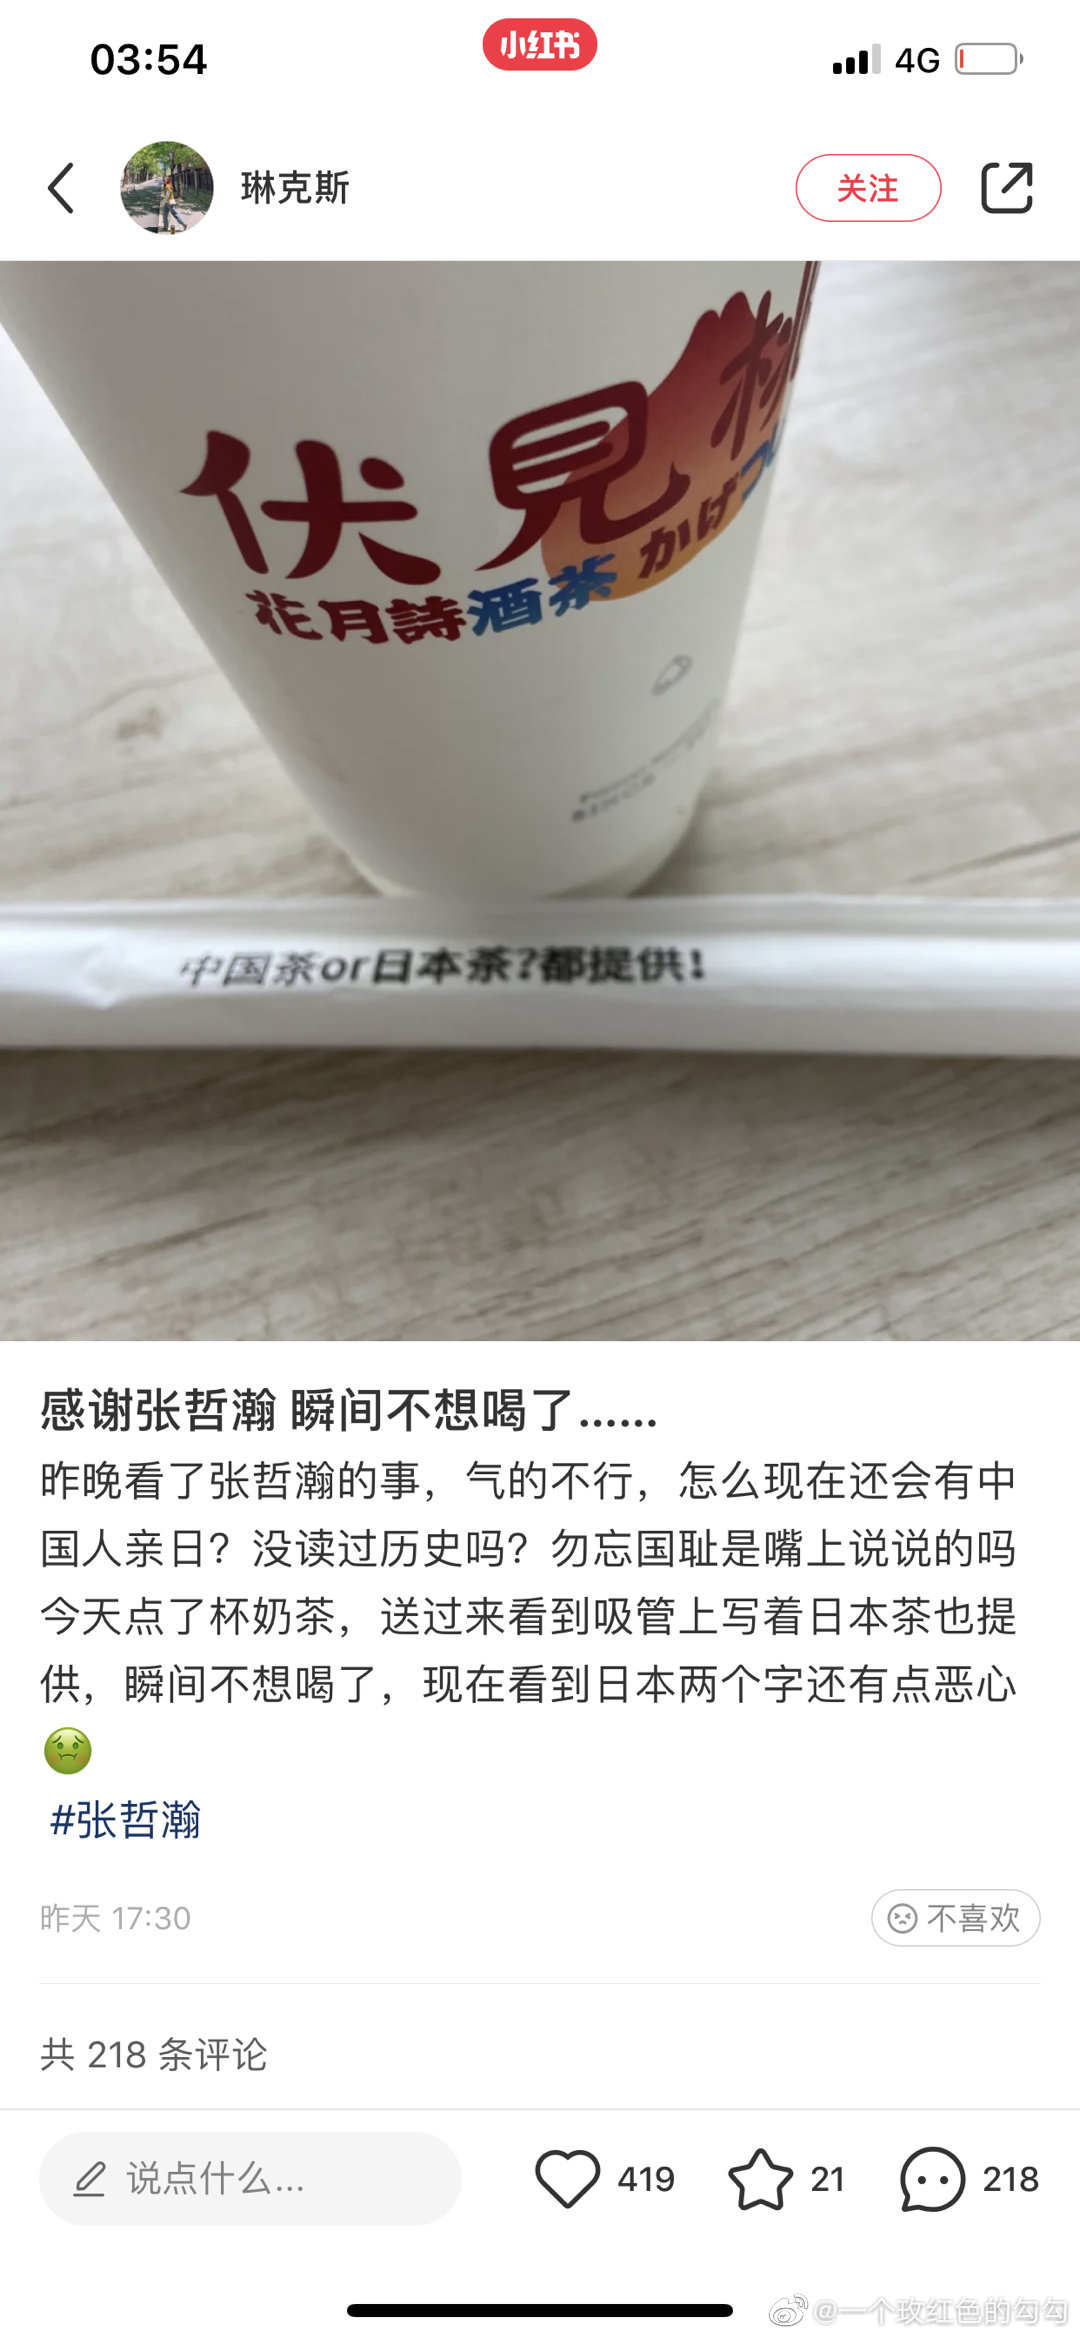 03:54
小红书
4G
琳克斯
关注
伏見
花月詩酒茶 かげつ
中国茶or日本茶?都提供!
感谢张哲瀚 瞬间不想喝了......
昨晚看了张哲瀚的事，气的不行，怎么现在还会有中
国人亲日？没读过历史吗？勿忘国耻是嘴上说说的吗
今天点了杯奶茶，送过来看到吸管上写着日本茶也提
供，瞬间不想喝了，现在看到日本两个字还有点恶心
🤢
#张哲瀚
昨天 17:30
不喜欢
共 218 条评论
说点什么...
419
21
218
@一个玫红色的勾勾